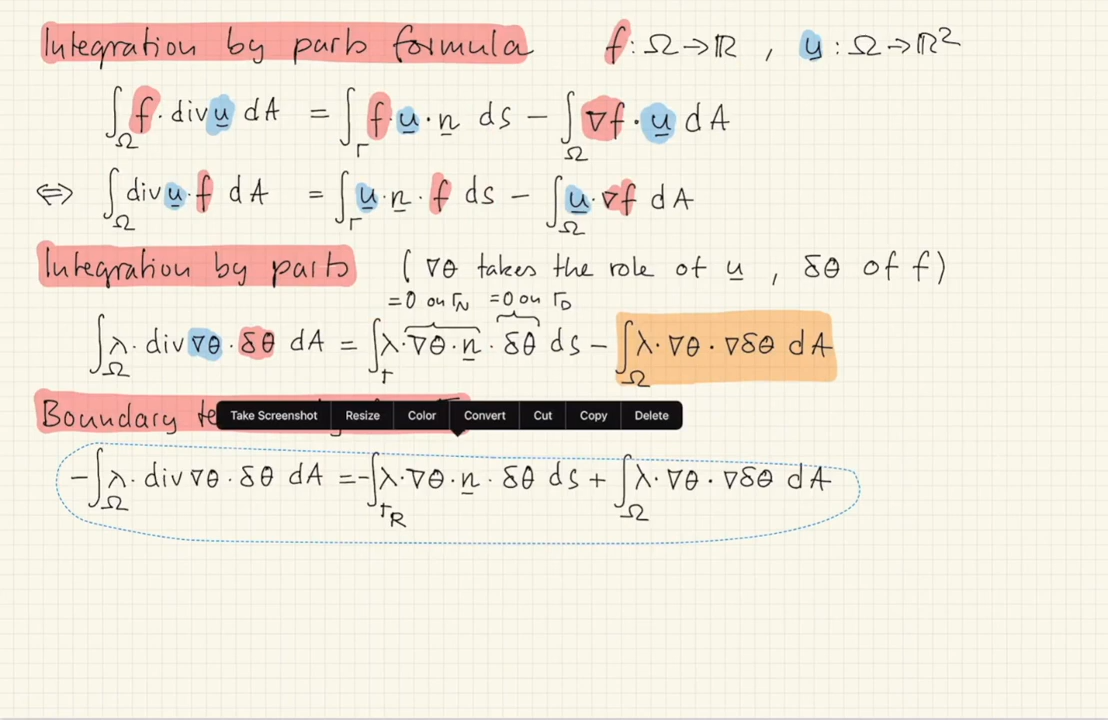 Integration by parts formula f : Ω → ℝ , u : Ω → ℝ²
∫_Ω f · div u dA = ∫_Γ f · u · n ds − ∫_Ω ∇f · u dA
⇔ ∫_Ω div u · f dA = ∫_Γ u · n · f ds − ∫_Ω u · ∇f dA
Integration by parts ( ∇θ takes the role of u , δθ of f )
=0 on Γ_N =0 on Γ_D
∫_Ω λ · div ∇θ · δθ dA = ∫_Γ λ · ∇θ · n · δθ ds − ∫_Ω λ · ∇θ · ∇δθ dA
Boundary
Take Screenshot Resize Color Convert Cut Copy Delete
− ∫_Ω λ · div ∇θ · δθ dA = − ∫_Γ_R λ · ∇θ · n · δθ ds + ∫_Ω λ · ∇θ · ∇δθ dA